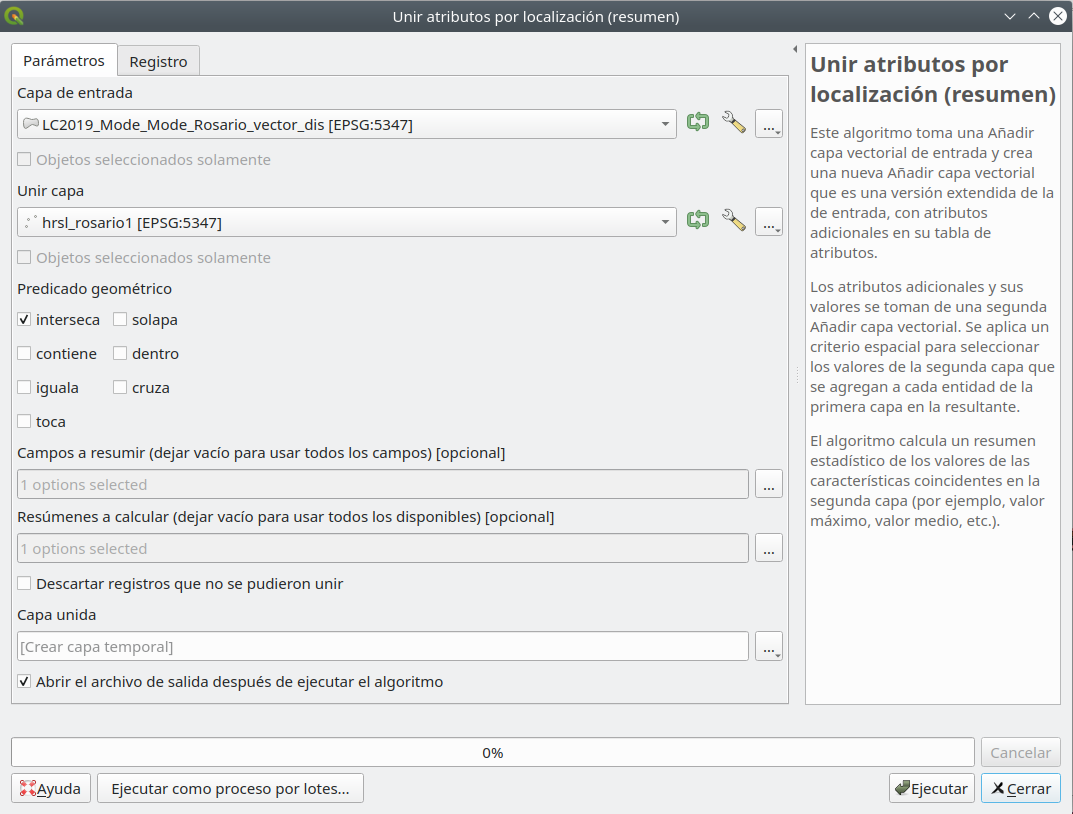 Unir atributos por localización (resumen)
Parámetros
Registro
Capa de entrada
LC2019_Mode_Mode_Rosario_vector_dis [EPSG:5347]
...
Objetos seleccionados solamente
Unir capa
hrsl_rosario1 [EPSG:5347]
...
Objetos seleccionados solamente
Predicado geométrico
interseca
solapa
contiene
dentro
iguala
cruza
toca
Campos a resumir (dejar vacío para usar todos los campos) [opcional]
1 options selected
...
Resúmenes a calcular (dejar vacío para usar todos los disponibles) [opcional]
1 options selected
...
Descartar registros que no se pudieron unir
Capa unida
[Crear capa temporal]
...
Abrir el archivo de salida después de ejecutar el algoritmo
Unir atributos por
localización (resumen)
Este algoritmo toma una Añadir
capa vectorial de entrada y crea
una nueva Añadir capa vectorial
que es una versión extendida de la
de entrada, con atributos
adicionales en su tabla de
atributos.
Los atributos adicionales y sus
valores se toman de una segunda
Añadir capa vectorial. Se aplica un
criterio espacial para seleccionar
los valores de la segunda capa que
se agregan a cada entidad de la
primera capa en la resultante.
El algoritmo calcula un resumen
estadístico de los valores de las
características coincidentes en la
segunda capa (por ejemplo, valor
máximo, valor medio, etc.).
0%
Cancelar
Ayuda
Ejecutar como proceso por lotes...
Ejecutar
Cerrar